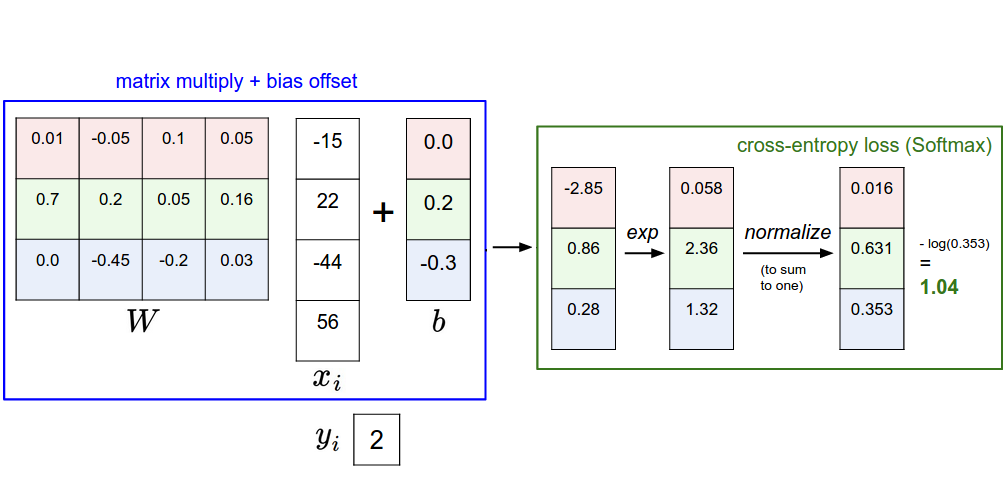 matrix multiply + bias offset
0.01 -0.05 0.1 0.05
0.7 0.2 0.05 0.16
0.0 -0.45 -0.2 0.03
W
-15
22
-44
56
x_i
+
0.0
0.2
-0.3
b
y_i 2
cross-entropy loss (Softmax)
-2.85
0.86
0.28
exp
0.058
2.36
1.32
normalize
(to sum
to one)
0.016
0.631
0.353
- log(0.353)
=
1.04